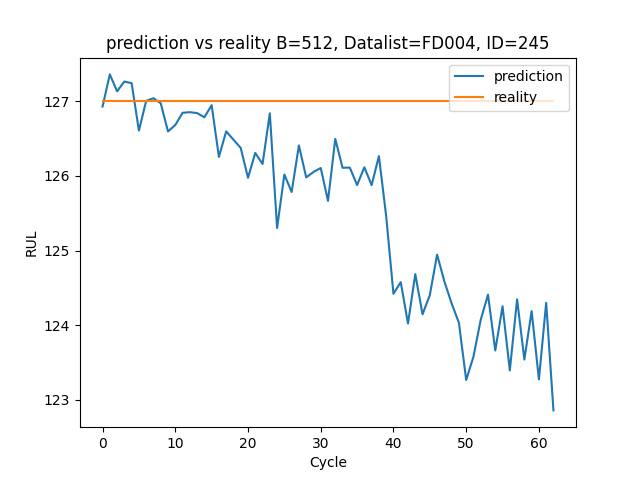 prediction vs reality B=512, Datalist=FD004, ID=245
prediction
reality
127
126
125
124
123
RUL
0 10 20 30 40 50 60
Cycle